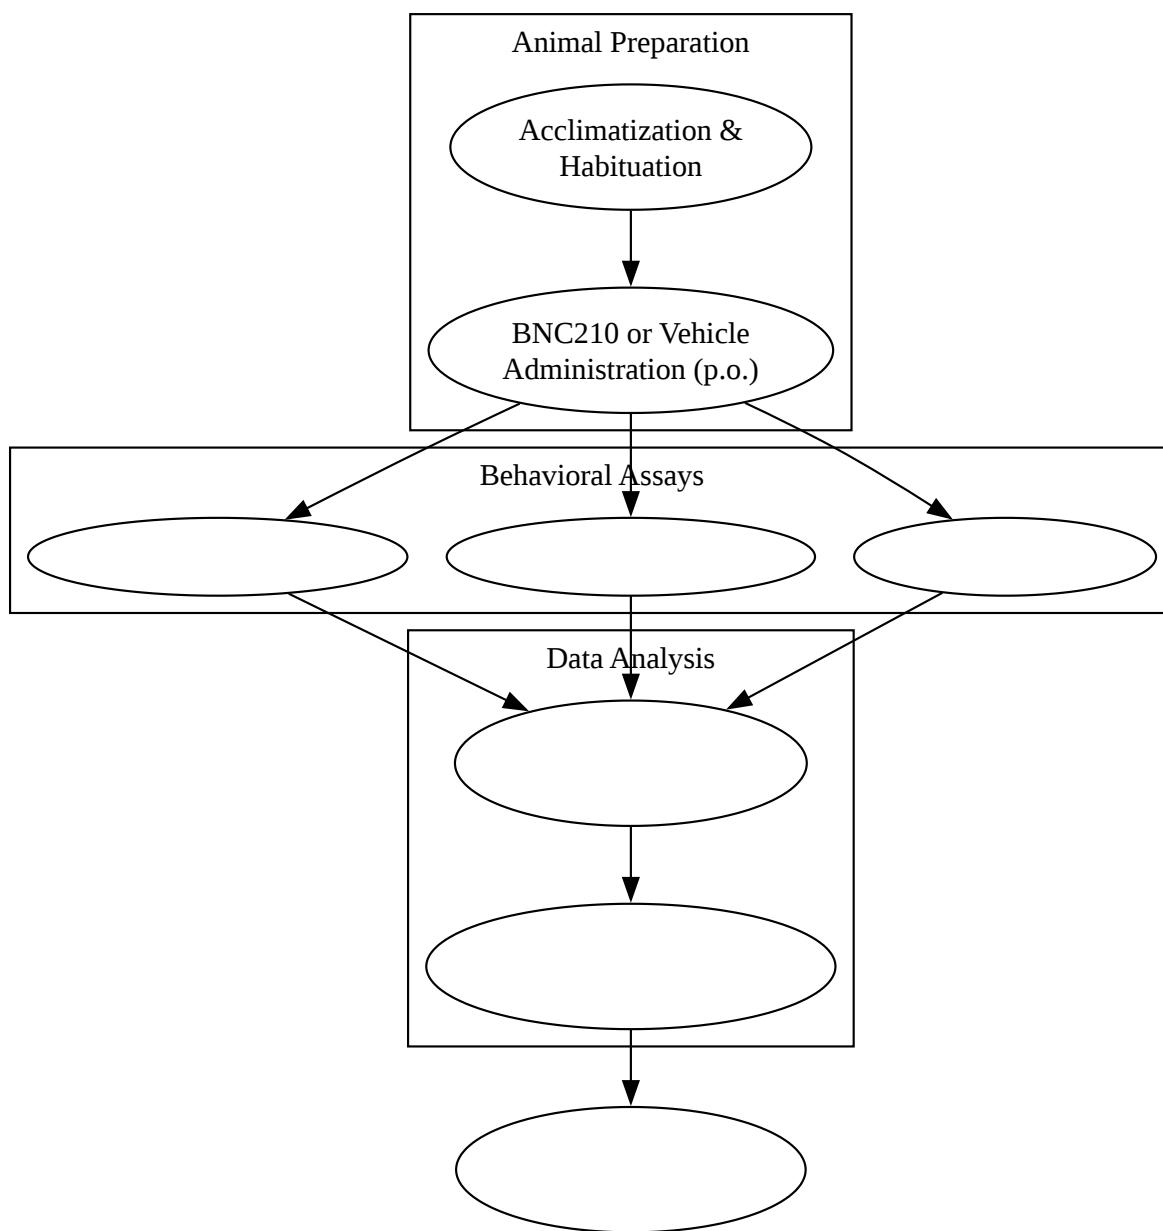 Animal Preparation
Acclimatization &
Habituation
BNC210 or Vehicle
Administration (p.o.)
Behavioral Assays
Data Analysis